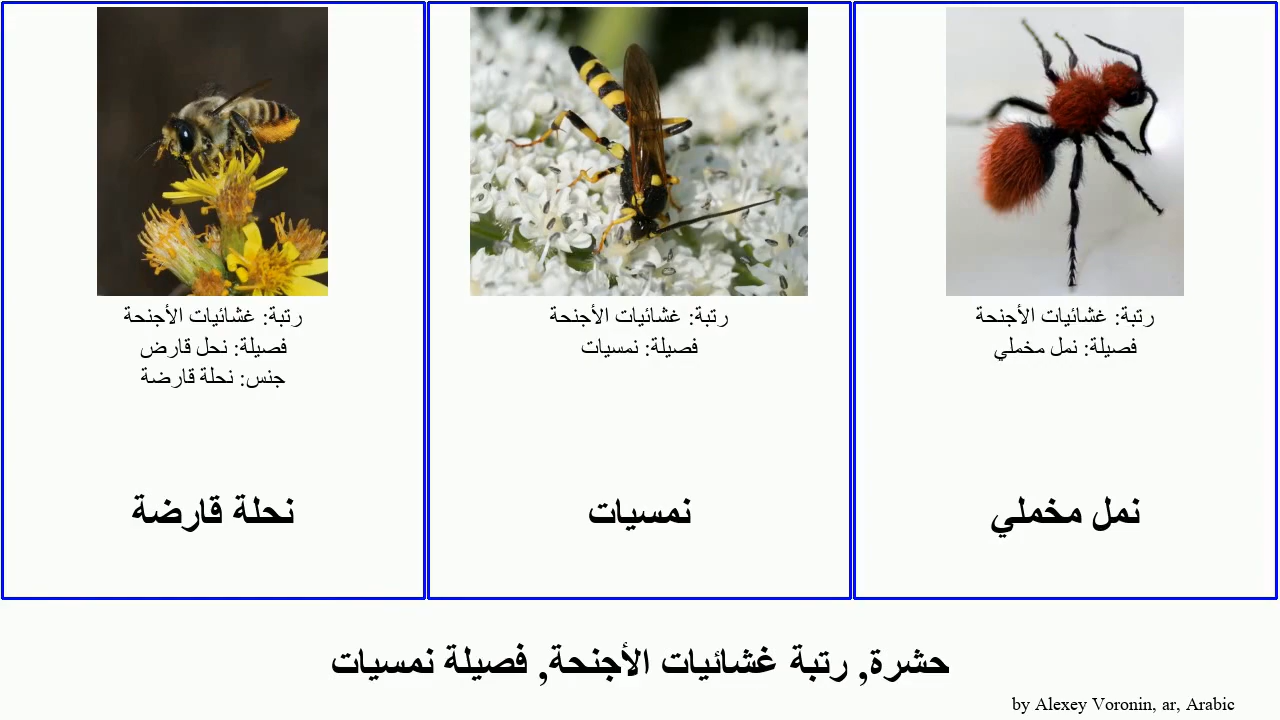 رتبة: غشائيات الأجنحة
فصيلة: نمل مخملي
نمل مخملي
رتبة: غشائيات الأجنحة
فصيلة: نمسيات
نمسيات
رتبة: غشائيات الأجنحة
فصيلة: نحل قارض
جنس: نحلة قارضة
نحلة قارضة
حشرة, رتبة غشائيات الأجنحة, فصيلة نمسيات
by Alexey Voronin, ar, Arabic